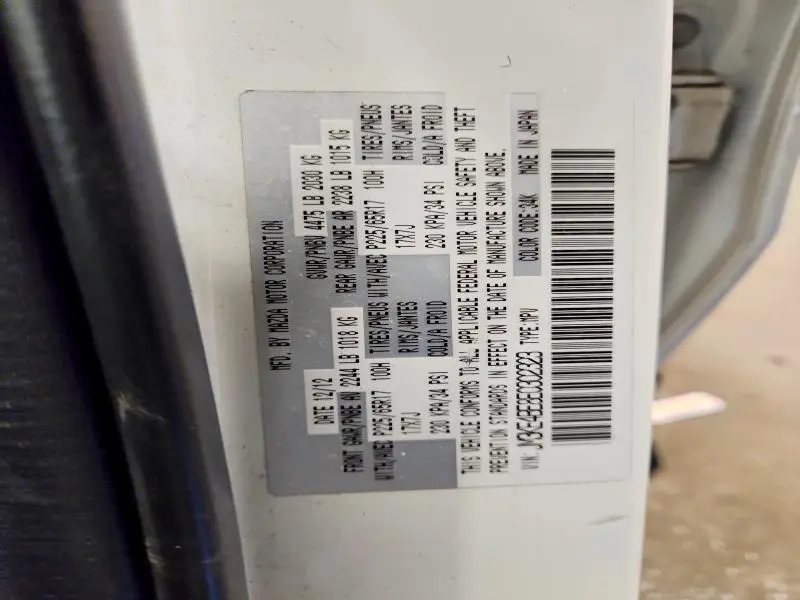 MFD. BY MAZDA MOTOR CORPORATION
DATE 12/12 GVWR/PNBV 4475 LB 2030 KG
FRONT GAWR/PNBE AV 2244 LB 1018 KG REAR GAWR/PNBE AR 2238 LB 1015 KG
WITH/AVEC P225/65R17 100H TIRES/PNEUS WITH/AVEC P225/65R17 100H TIRES/PNEUS
17X7J RIMS/JANTES 17X7J RIMS/JANTES
230 KPA/34 PSI COLD/A FROID 230 KPA/34 PSI COLD/A FROID
THIS VEHICLE CONFORMS TO ALL APPLICABLE FEDERAL MOTOR VEHICLE SAFETY AND THEFT
PREVENTION STANDARDS IN EFFECT ON THE DATE OF MANUFACTURE SHOWN ABOVE.
VIN: JM3KE4BE8E0302323 TYPE:MPV COLOR CODE:34K MADE IN JAPAN